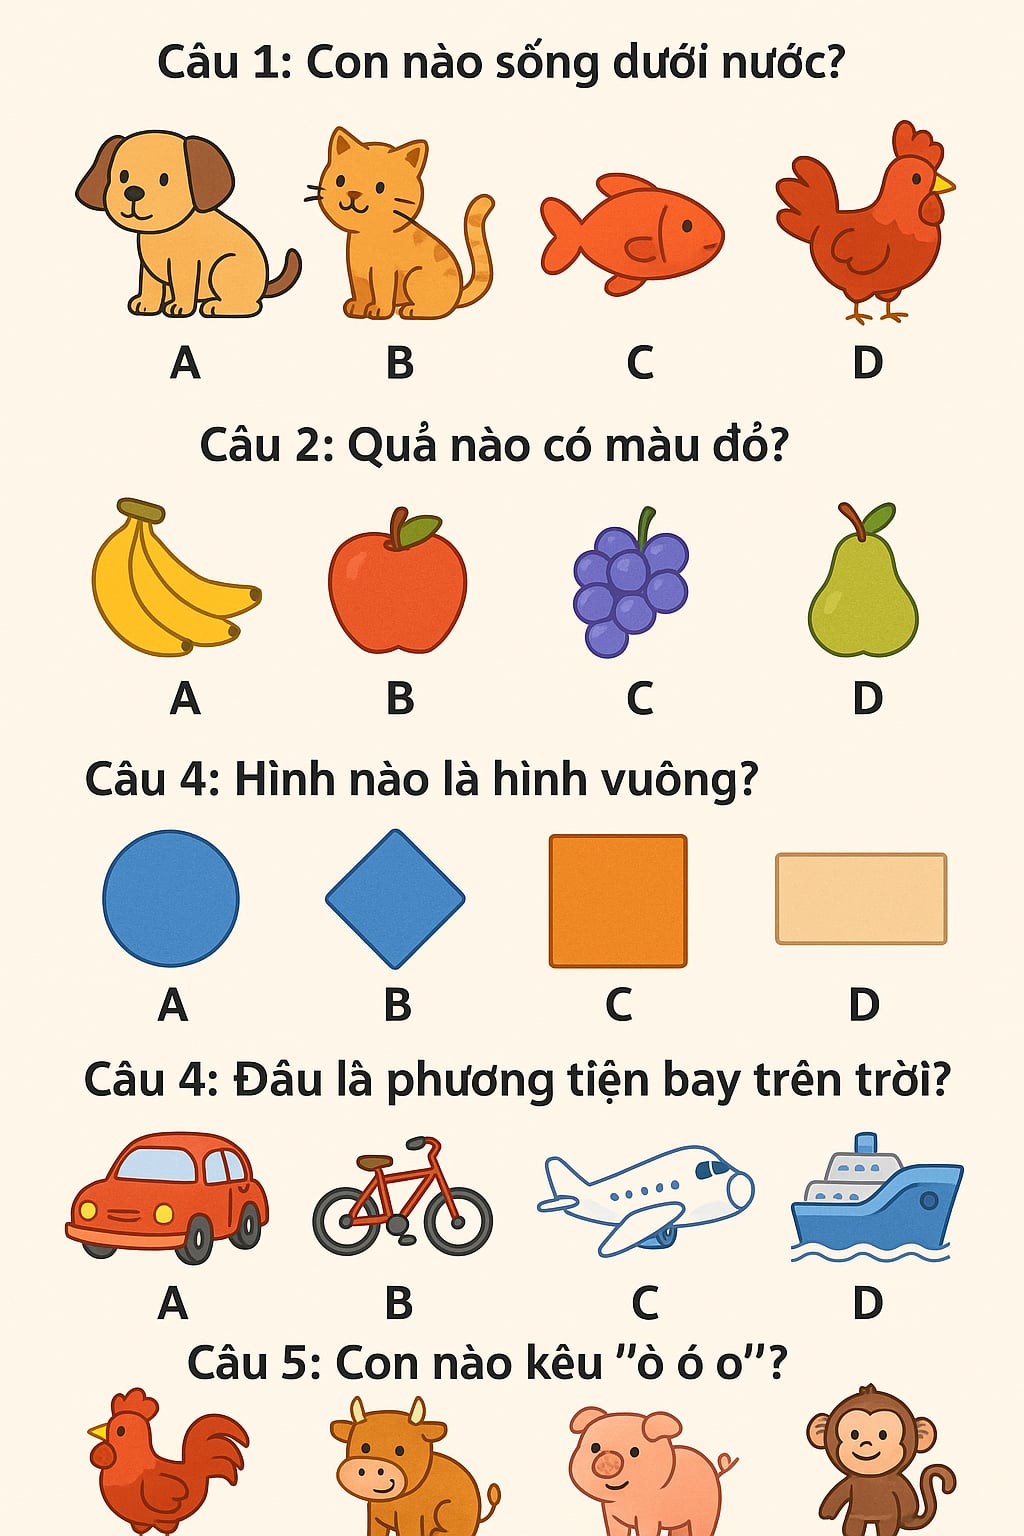 Câu 1: Con nào sống dưới nước?
A B C D
Câu 2: Quả nào có màu đỏ?
A B C D
Câu 4: Hình nào là hình vuông?
A B C D
Câu 4: Đâu là phương tiện bay trên trời?
A B C D
Câu 5: Con nào kêu "ò ó o"?